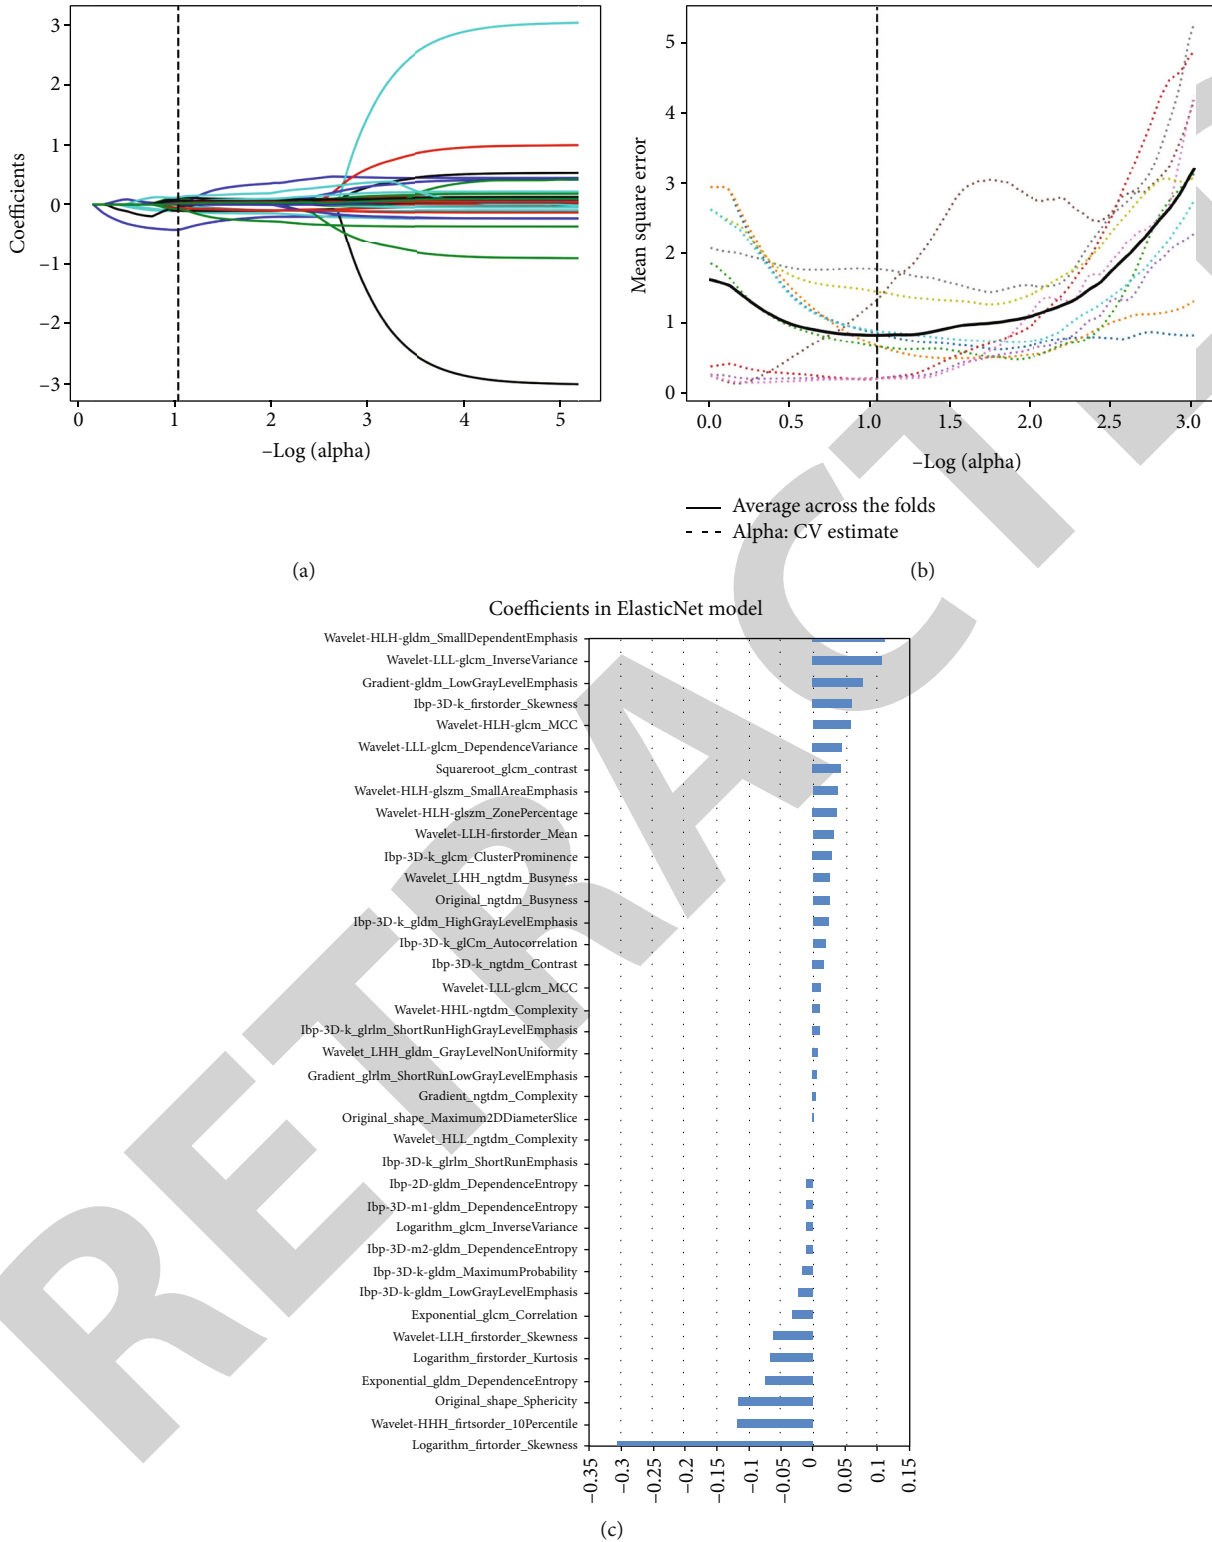 3
2
1
0
−1
−2
−3
Coefficients
0
1
2
3
4
5
−Log (alpha)
(a)
5
4
3
2
1
0
Mean square error
0.0
0.5
1.0
1.5
2.0
2.5
3.0
−Log (alpha)
Average across the folds
Alpha: CV estimate
(b)
Coefficients in ElasticNet model
Wavelet-HLH-gldm_SmallDependentEmphasis
Wavelet-LLL-glcm_InverseVariance
Gradient-gldm_LowGrayLevelEmphasis
Ibp-3D-k_firstorder_Skewness
Wavelet-HLH-glcm_MCC
Wavelet-LLL-glcm_DependenceVariance
Squareroot_glcm_contrast
Wavelet-HLH-glszm_SmallAreaEmphasis
Wavelet-HLH-glszm_ZonePercentage
Wavelet-LLH-firstorder_Mean
Ibp-3D-k_glcm_ClusterProminence
Wavelet_LHH_ngtdm_Busyness
Original_ngtdm_Busyness
Ibp-3D-k_gldm_HighGrayLevelEmphasis
Ibp-3D-k_glCm_Autocorrelation
Ibp-3D-k_ngtdm_Contrast
Wavelet-LLL-glcm_MCC
Wavelet-HHL-ngtdm_Complexity
Ibp-3D-k_glrlm_ShortRunHighGrayLevelEmphasis
Wavelet_LHH_gldm_GrayLevelNonUniformity
Gradient_glrlm_ShortRunLowGrayLevelEmphasis
Gradient_ngtdm_Complexity
Original_shape_Maximum2DDiameterSlice
Wavelet_HLL_ngtdm_Complexity
Ibp-3D-k_glrlm_ShortRunEmphasis
Ibp-2D-gldm_DependenceEntropy
Ibp-3D-m1-gldm_DependenceEntropy
Logarithm_glcm_InverseVariance
Ibp-3D-m2-gldm_DependenceEntropy
Ibp-3D-k-gldm_MaximumProbability
Ibp-3D-k-gldm_LowGrayLevelEmphasis
Exponential_glcm_Correlation
Wavelet-LLH_firstorder_Skewness
Logarithm_firstorder_Kurtosis
Exponential_gldm_DependenceEntropy
Original_shape_Sphericity
Wavelet-HHH_firtsorder_10Percentile
Logarithm_firtorder_Skewness
−0.35
−0.3
−0.25
−0.2
−0.15
−0.1
−0.05
0
0.05
0.1
0.15
(c)
RETRACT